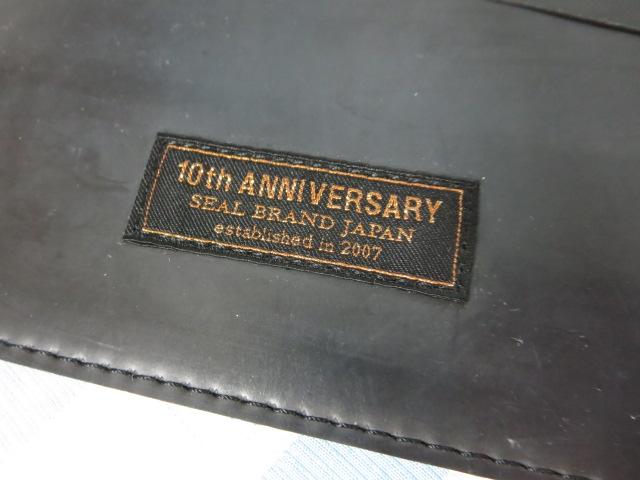 10th ANNIVERSARY
SEAL BRAND JAPAN
established in 2007